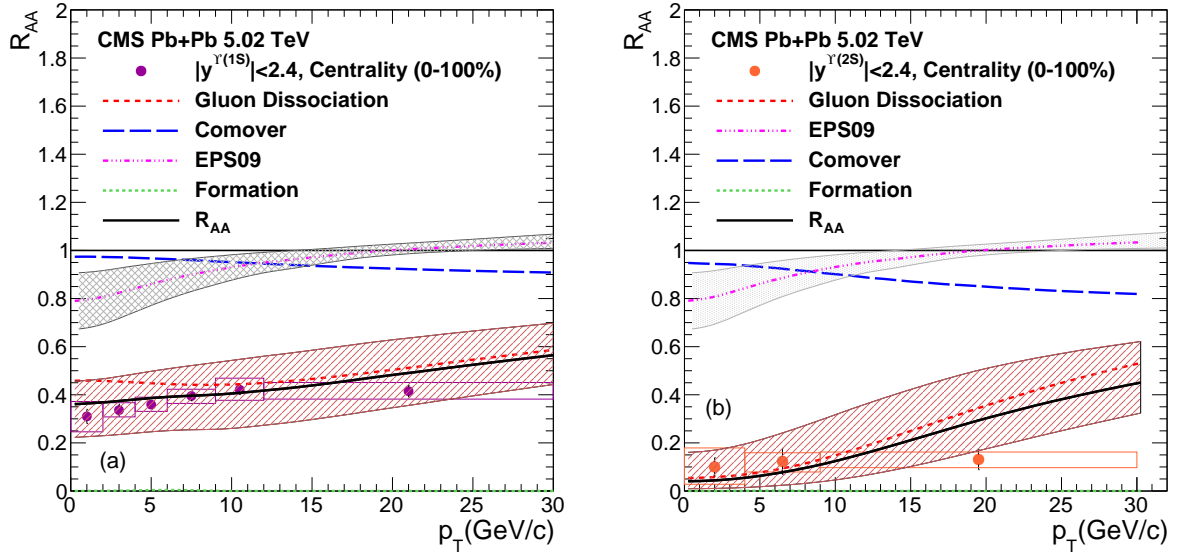 R_AA
2
1.8
1.6
1.4
1.2
1
0.8
0.6
0.4
0.2
0
CMS Pb+Pb 5.02 TeV
|y^Υ(1S)|<2.4, Centrality (0-100%)
Gluon Dissociation
Comover
EPS09
Formation
R_AA
(a)
0 5 10 15 20 25 30
p_T(GeV/c)
R_AA
2
1.8
1.6
1.4
1.2
1
0.8
0.6
0.4
0.2
0
CMS Pb+Pb 5.02 TeV
|y^Υ(2S)|<2.4, Centrality (0-100%)
Gluon Dissociation
EPS09
Comover
Formation
R_AA
(b)
0 5 10 15 20 25 30
p_T(GeV/c)